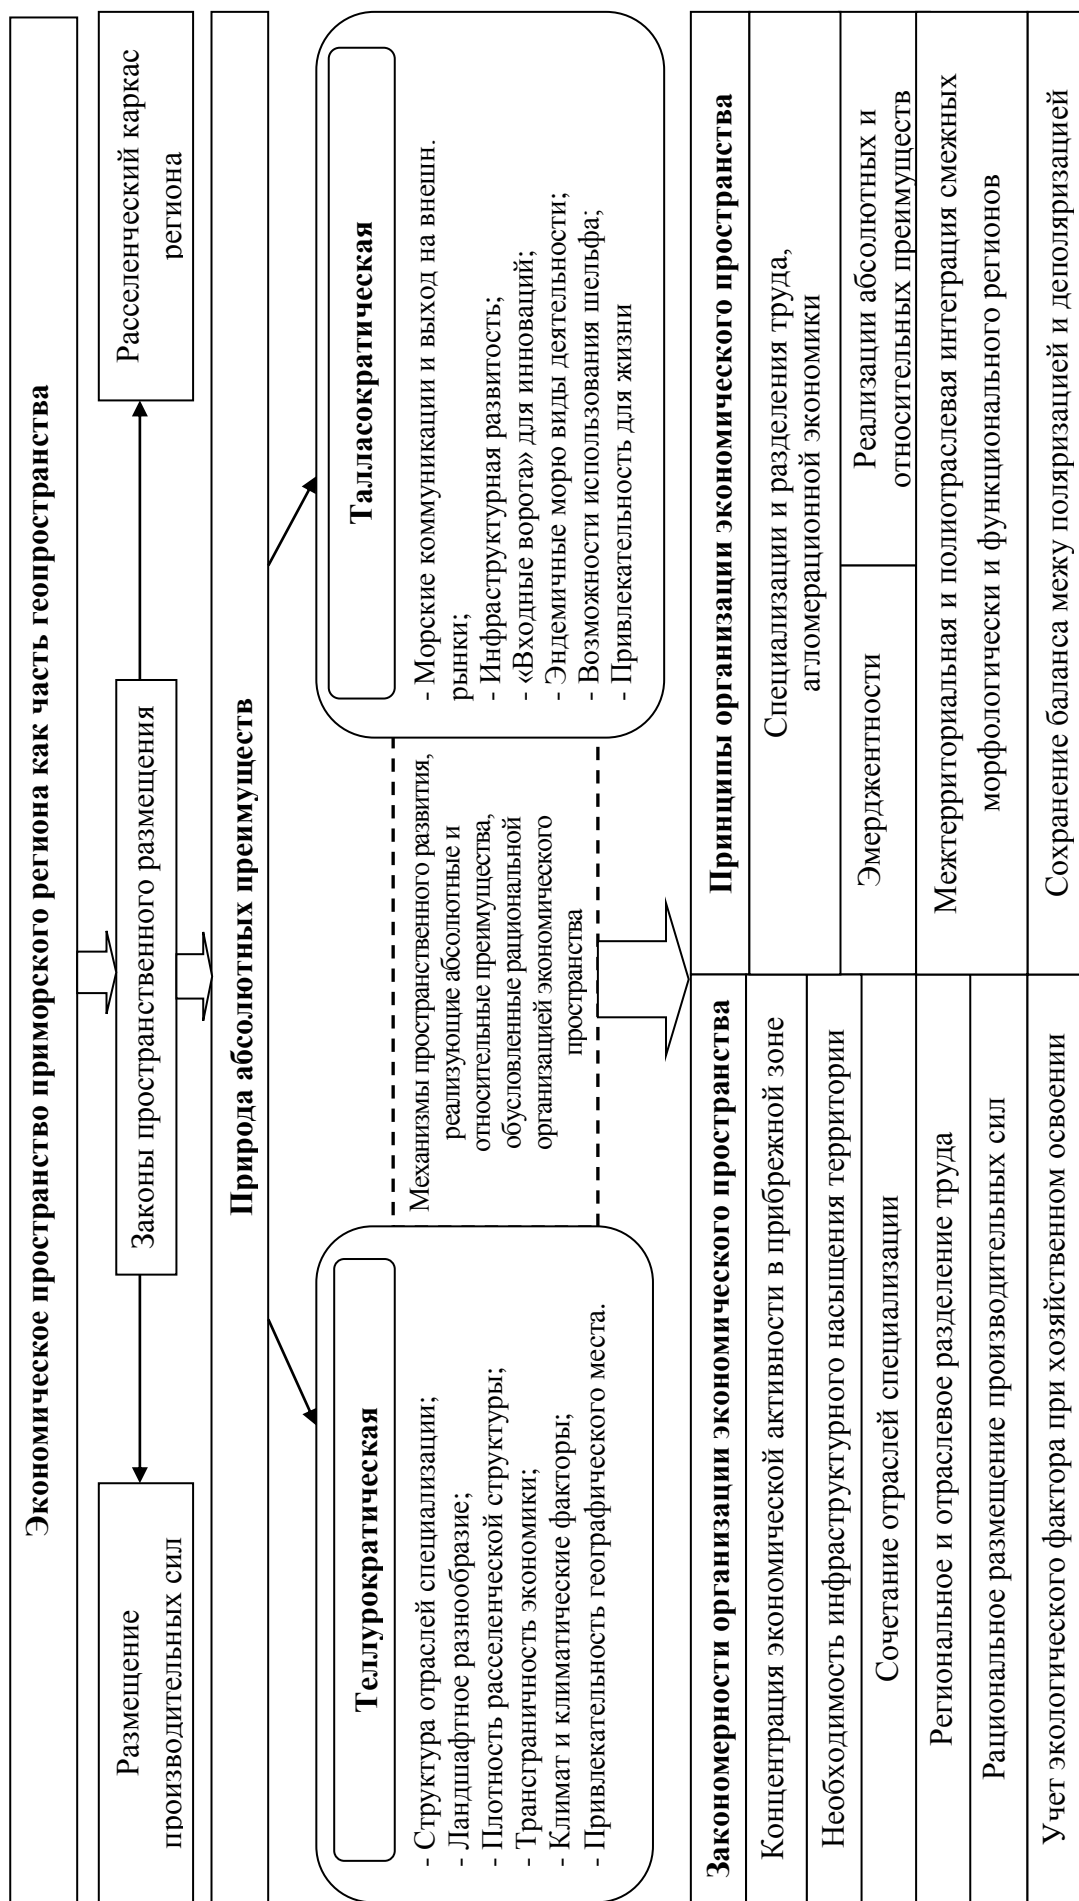 Экономическое пространство приморского региона как часть геопространства
Размещение
производительных сил
Законы пространственного размещения
Расселенческий каркас
региона
Природа абсолютных преимуществ
Теллурократическая
- Структура отраслей специализации;
- Ландшафтное разнообразие;
- Плотность расселенческой структуры;
- Трансграничность экономики;
- Климат и климатические факторы;
- Привлекательность географического места.
Механизмы пространственного развития,
реализующие абсолютные и
относительные преимущества,
обусловленные рациональной
организацией экономического
пространства
Талласократическая
- Морские коммуникации и выход на внешн.
рынки;
- Инфраструктурная развитость;
- «Входные ворота» для инноваций;
- Эндемичные морю виды деятельности;
- Возможности использования шельфа;
- Привлекательность для жизни
Закономерности организации экономического пространства
Концентрация экономической активности в прибрежной зоне
Необходимость инфраструктурного насыщения территории
Сочетание отраслей специализации
Региональное и отраслевое разделение труда
Рациональное размещение производительных сил
Учет экологического фактора при хозяйственном освоении
Принципы организации экономического пространства
Специализации и разделения труда,
агломерационной экономики
Эмерджентности
Реализации абсолютных и
относительных преимуществ
Межтерриториальная и полиотраслевая интеграция смежных
морфологически и функционального регионов
Сохранение баланса межу поляризацией и деполяризацией